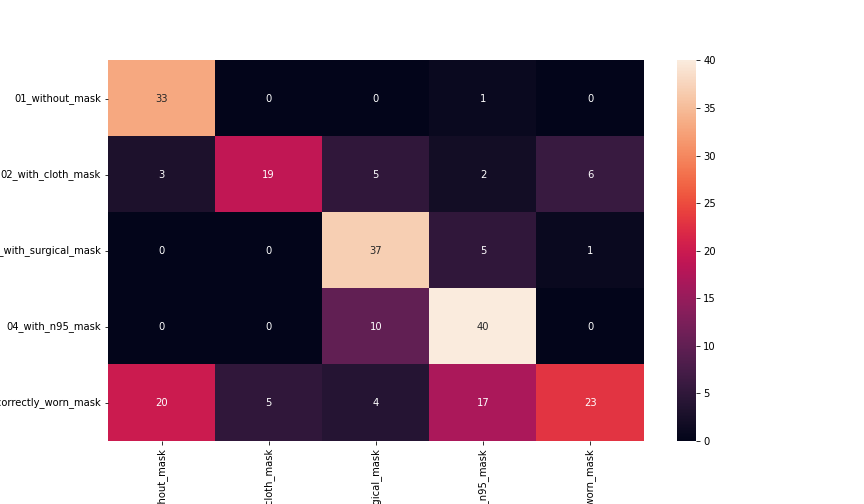 01_without_mask 33 0 0 1 0
02_with_cloth_mask 3 19 5 2 6
_with_surgical_mask 0 0 37 5 1
04_with_n95_mask 0 0 10 40 0
correctly_worn_mask 20 5 4 17 23
hout_mask
cloth_mask
gical_mask
n95_mask
worn_mask
40
35
30
25
20
15
10
5
0